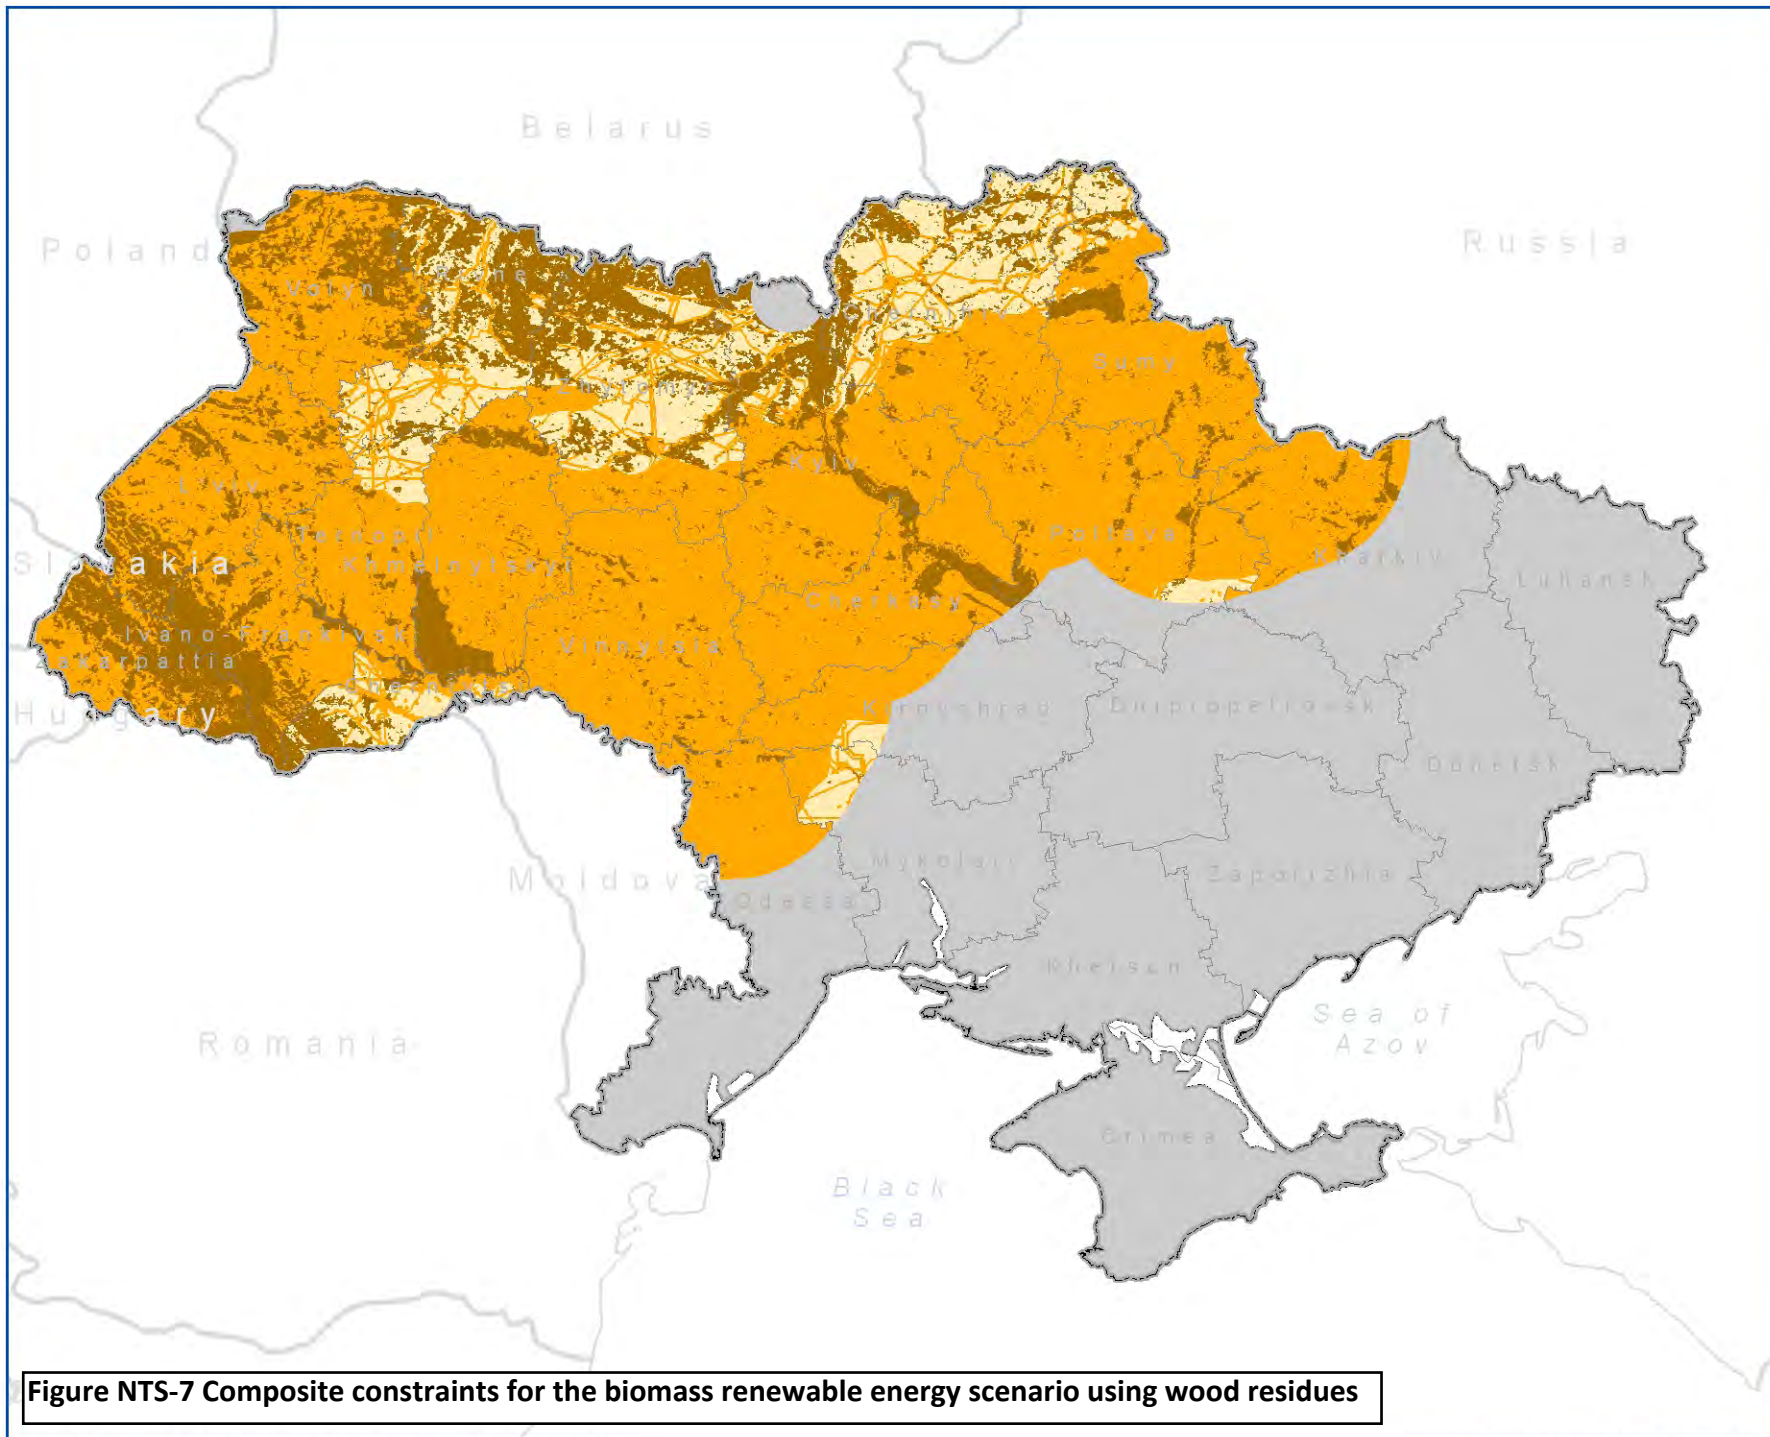 Belarus
Poland
Russia
Volyn
Rivne
Chernihiv
Sumy
Zhytomyr
Kyiv
L'viv
Ternopil
Poltava
Kharkiv
Slovakia
Khmelnytskyi
Luhansk
Cherkasy
Ivano-Frankivsk
Vinnytsia
Zakarpattia
Chernivtsi
Hungary
Kirovohrad
Dnipropetrovsk
Donetsk
Moldova
Mykolaiv
Zaporizhia
Odessa
Kherson
Romania
Sea of
Azov
Crimea
Black
Sea
Figure NTS-7 Composite constraints for the biomass renewable energy scenario using wood residues